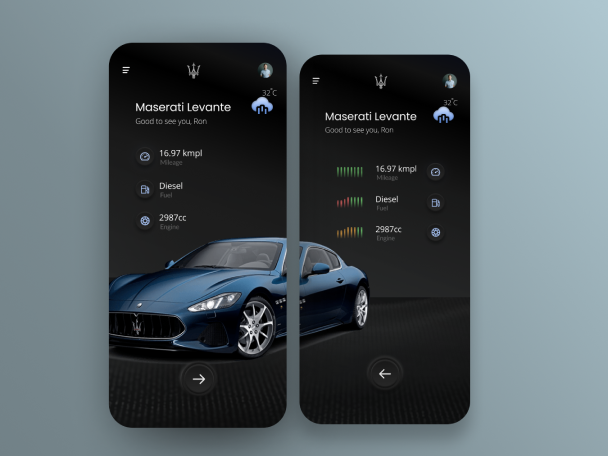 32°C
Maserati Levante
Good to see you, Ron
16.97 kmpl
Mileage
Diesel
Fuel
2987cc
Engine
32°C
Maserati Levante
Good to see you, Ron
16.97 kmpl
Mileage
Diesel
Fuel
2987cc
Engine